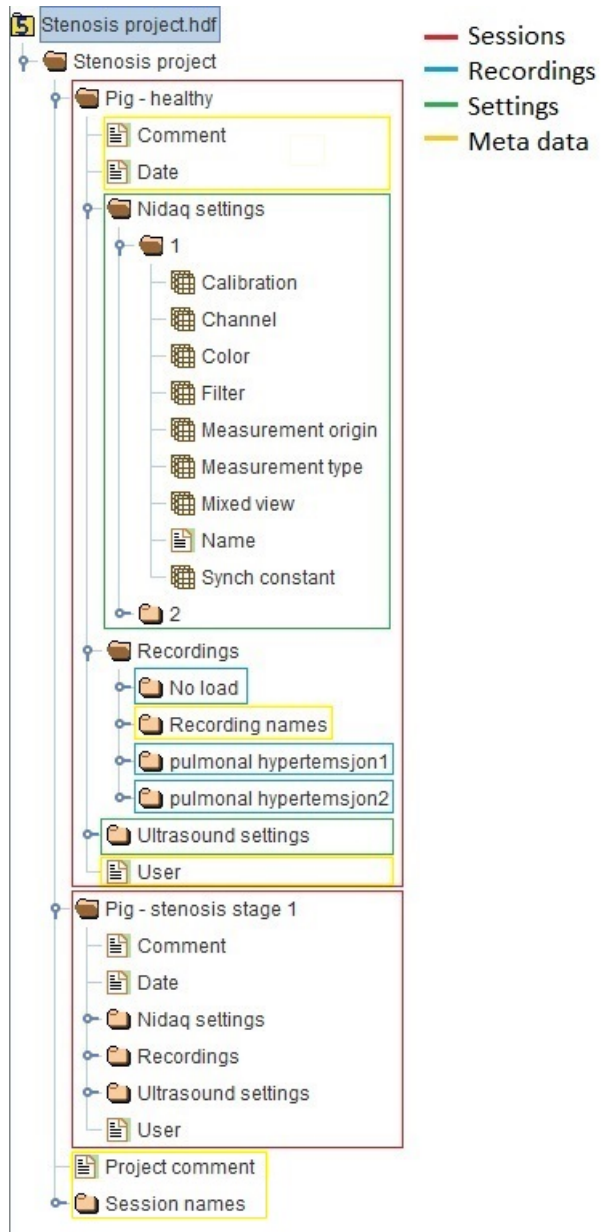 Stenosis project.hdf
Stenosis project
Pig - healthy
Comment
Date
Nidaq settings
1
Calibration
Channel
Color
Filter
Measurement origin
Measurement type
Mixed view
Name
Synch constant
2
Recordings
No load
Recording names
pulmonal hypertemsjon1
pulmonal hypertemsjon2
Ultrasound settings
User
Pig - stenosis stage 1
Comment
Date
Nidaq settings
Recordings
Ultrasound settings
User
Project comment
Session names
Sessions
Recordings
Settings
Meta data